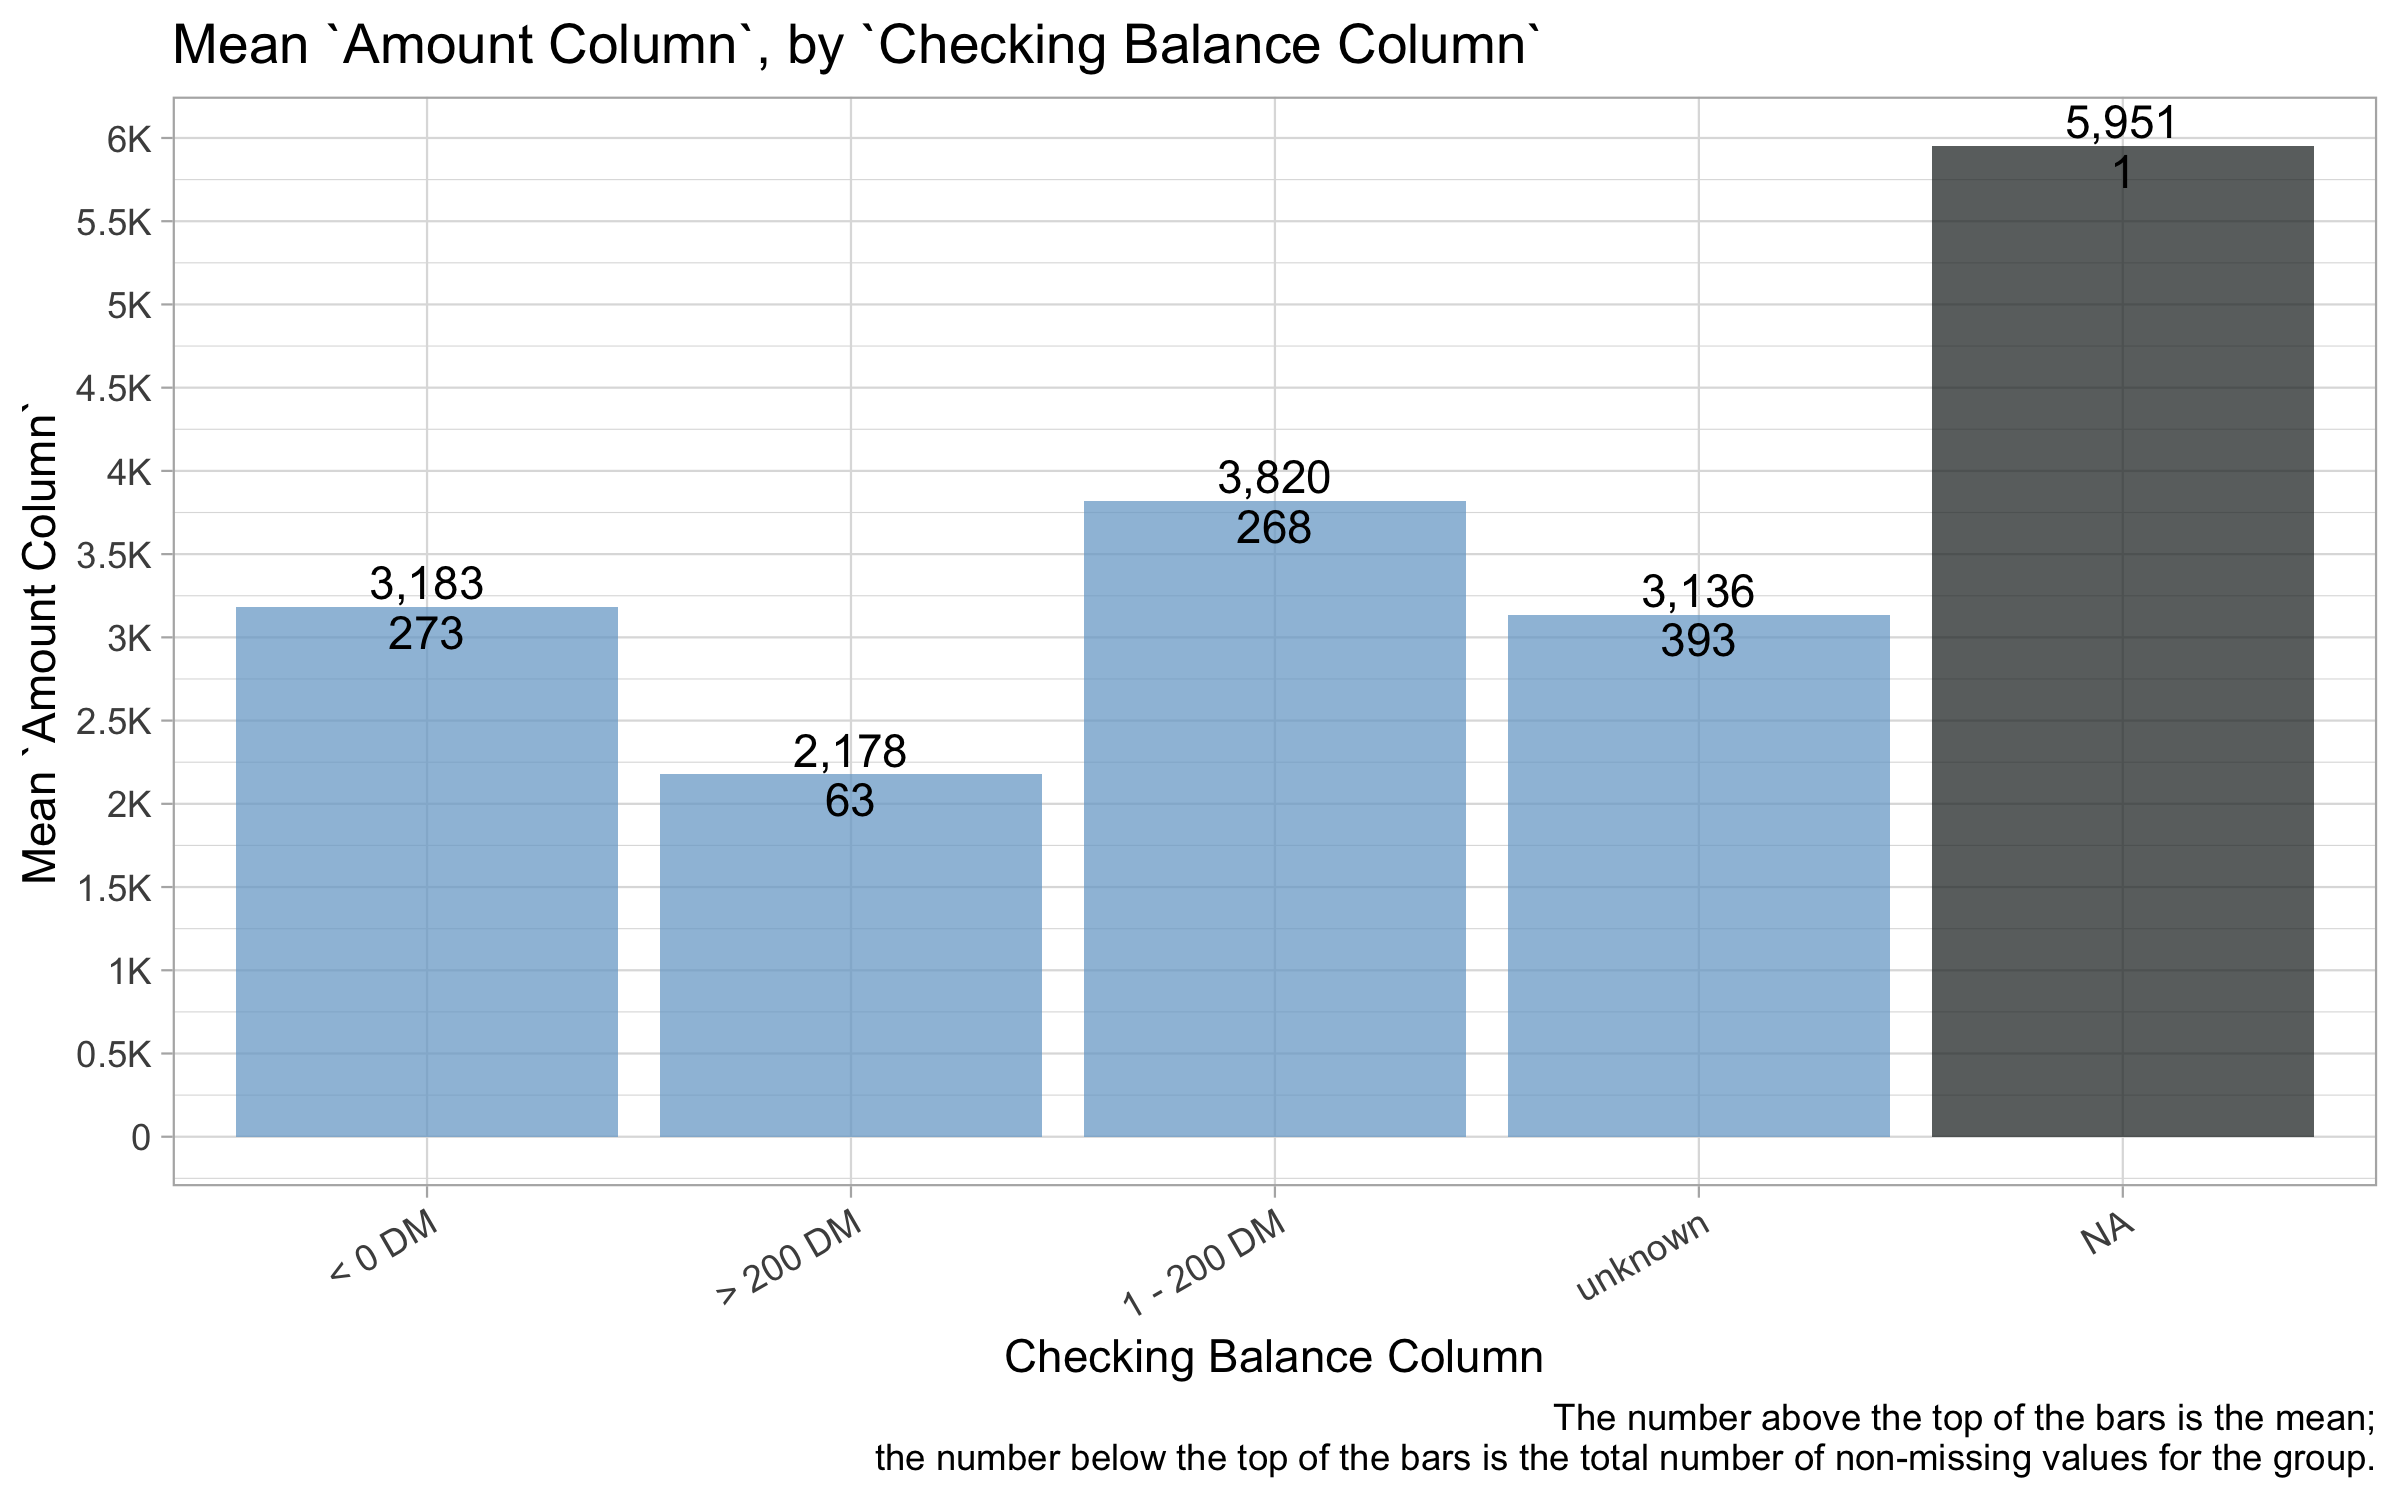 Mean `Amount Column`, by `Checking Balance Column`
Mean `Amount Column`
6K
5.5K
5K
4.5K
4K
3.5K
3K
2.5K
2K
1.5K
1K
0.5K
0
3,183
273
2,178
63
3,820
268
3,136
393
5,951
1
< 0 DM
> 200 DM
1 - 200 DM
unknown
NA
Checking Balance Column
The number above the top of the bars is the mean;
the number below the top of the bars is the total number of non-missing values for the group.